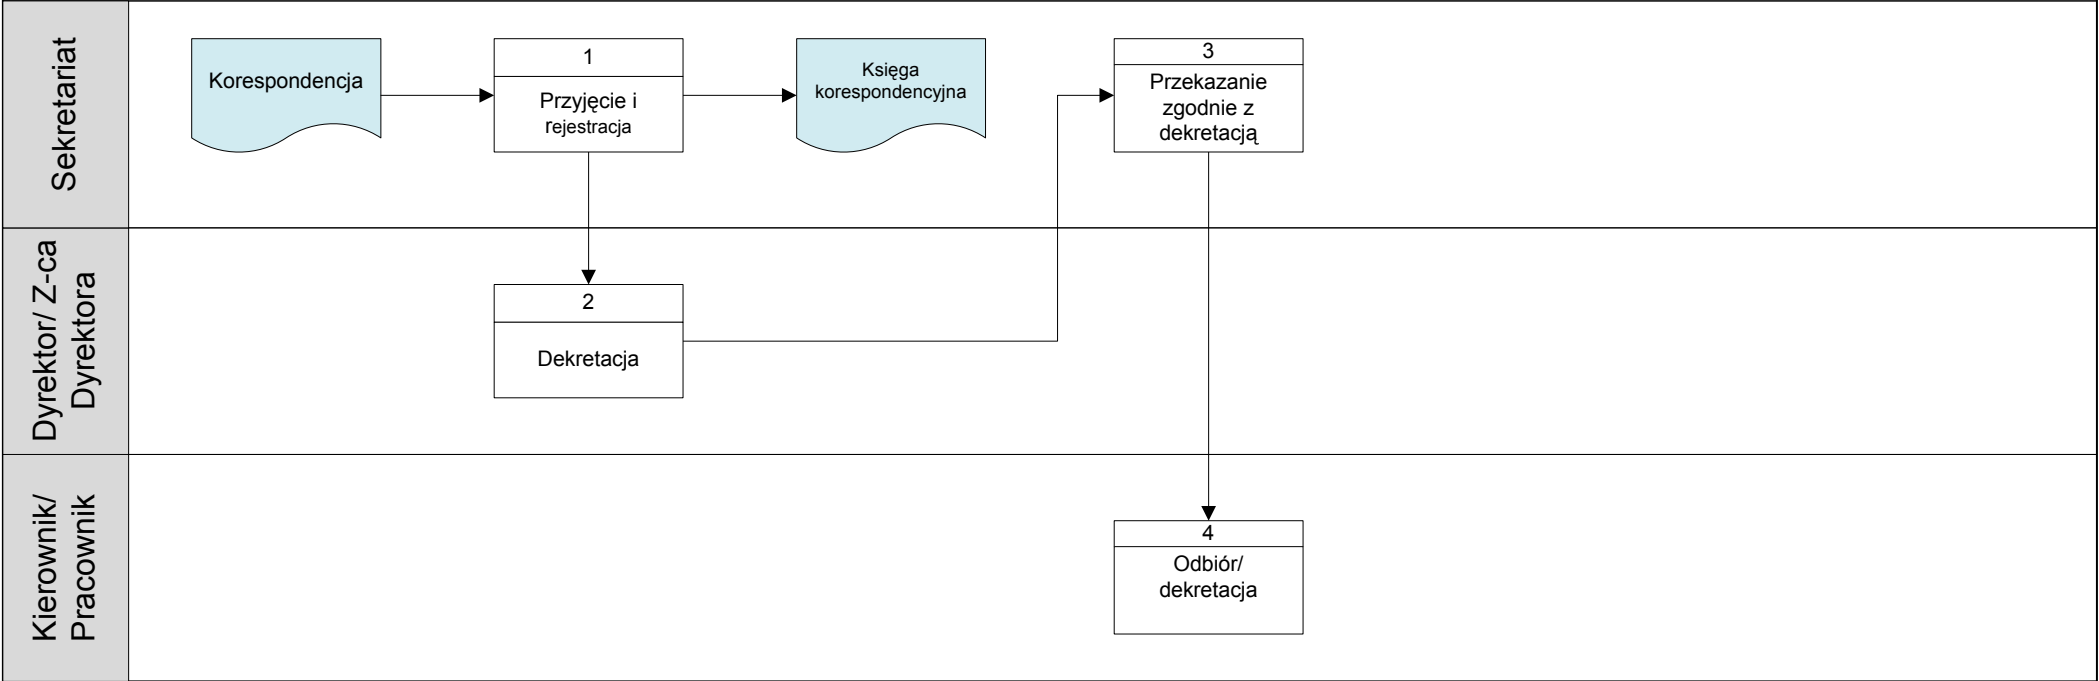 Sekretariat
Korespondencja
1
Przyjęcie i
rejestracja
Księga
korespondencyjna
3
Przekazanie
zgodnie z
dekretacją
Dyrektor/ Z-ca
Dyrektora
2
Dekretacja
Kierownik/
Pracownik
4
Odbiór/
dekretacja